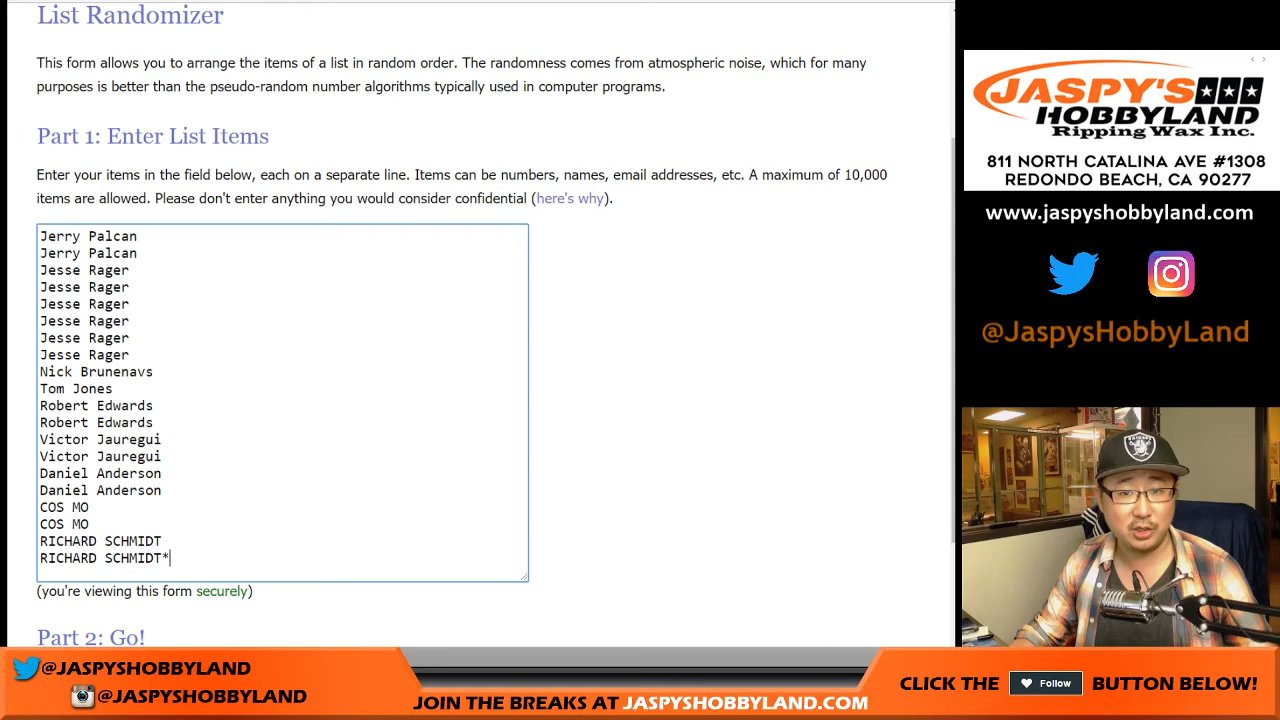 List Randomizer
This form allows you to arrange the items of a list in random order. The randomness comes from atmospheric noise, which for many
purposes is better than the pseudo-random number algorithms typically used in computer programs.
Part 1: Enter List Items
Enter your items in the field below, each on a separate line. Items can be numbers, names, email addresses, etc. A maximum of 10,000
items are allowed. Please don't enter anything you would consider confidential (here's why).
Jerry Palcan
Jerry Palcan
Jesse Rager
Jesse Rager
Jesse Rager
Jesse Rager
Jesse Rager
Jesse Rager
Nick Brunenavs
Tom Jones
Robert Edwards
Robert Edwards
Victor Jauregui
Victor Jauregui
Daniel Anderson
Daniel Anderson
COS MO
COS MO
RICHARD SCHMIDT
RICHARD SCHMIDT*
(you're viewing this form securely)
Part 2: Go!
JASPY'S
HOBBYLAND
Ripping Wax Inc.
811 NORTH CATALINA AVE #1308
REDONDO BEACH, CA 90277
www.jaspyshobbyland.com
@JaspysHobbyLand
RAIDERS
@JASPYSHOBBYLAND
@JASPYSHOBBYLAND
JOIN THE BREAKS AT JASPYSHOBBYLAND.COM
CLICK THE Follow BUTTON BELOW!